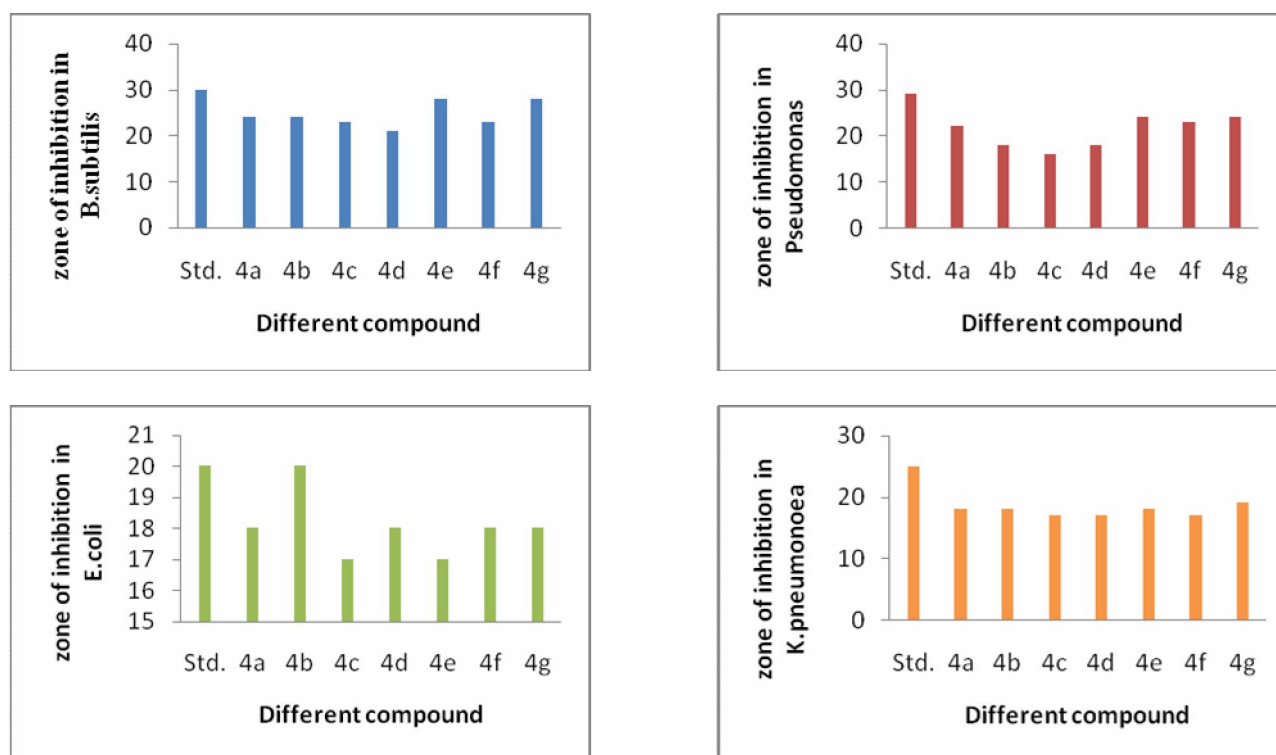 zone of inhibition in
B.subtilis
40
30
20
10
0
Std. 4a 4b 4c 4d 4e 4f 4g
Different compound
zone of inhibition in
Pseudomonas
40
30
20
10
0
Std. 4a 4b 4c 4d 4e 4f 4g
Different compound
zone of inhibition in
E.coli
21
20
19
18
17
16
15
Std. 4a 4b 4c 4d 4e 4f 4g
Different compound
zone of inhibition in
K.pneumonoea
30
20
10
0
Std. 4a 4b 4c 4d 4e 4f 4g
Different compound